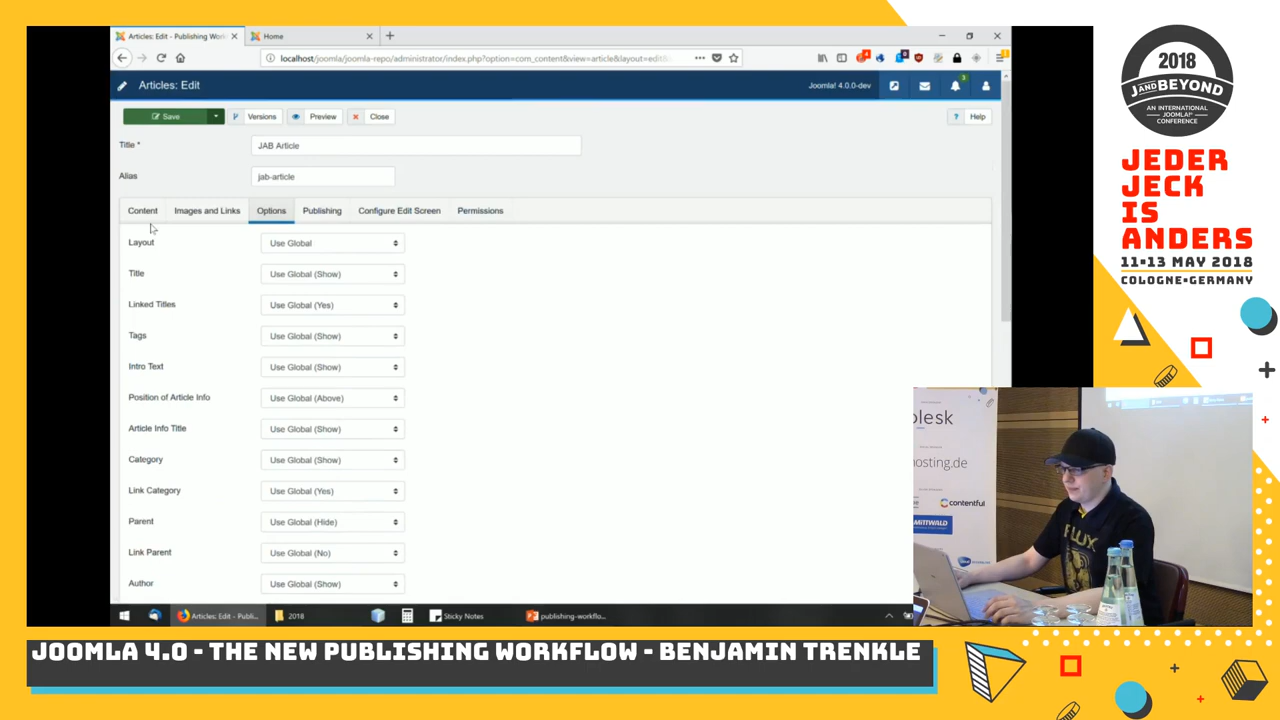 Articles: Edit - Publishing Work
Home
localhost/joomla/joomla-repo/administrator/index.php?option=com_content&view=article&layout=edit&
Articles: Edit
Joomla! 4.0.0-dev
Save
Versions
Preview
Close
Help
Title *
JAB Article
Alias
jab-article
Content
Images and Links
Options
Publishing
Configure Edit Screen
Permissions
Layout
Use Global
Title
Use Global (Show)
Linked Titles
Use Global (Yes)
Tags
Use Global (Show)
Intro Text
Use Global (Show)
Position of Article Info
Use Global (Above)
Article Info Title
Use Global (Show)
Category
Use Global (Show)
Link Category
Use Global (Yes)
Parent
Use Global (Hide)
Link Parent
Use Global (No)
Author
Use Global (Show)
Articles: Edit - Publi...
2018
Sticky Notes
publishing-workflo...
2018
JANDBEYOND
AN INTERNATIONAL
JOOMLA!
CONFERENCE
JEDER
JECK
IS
ANDERS
11-13 MAY 2018
COLOGNE•GERMANY
plesk
hosting.de
contentful
MITTWALD
FLUX
JOOMLA 4.0 - THE NEW PUBLISHING WORKFLOW - BENJAMIN TRENKLE